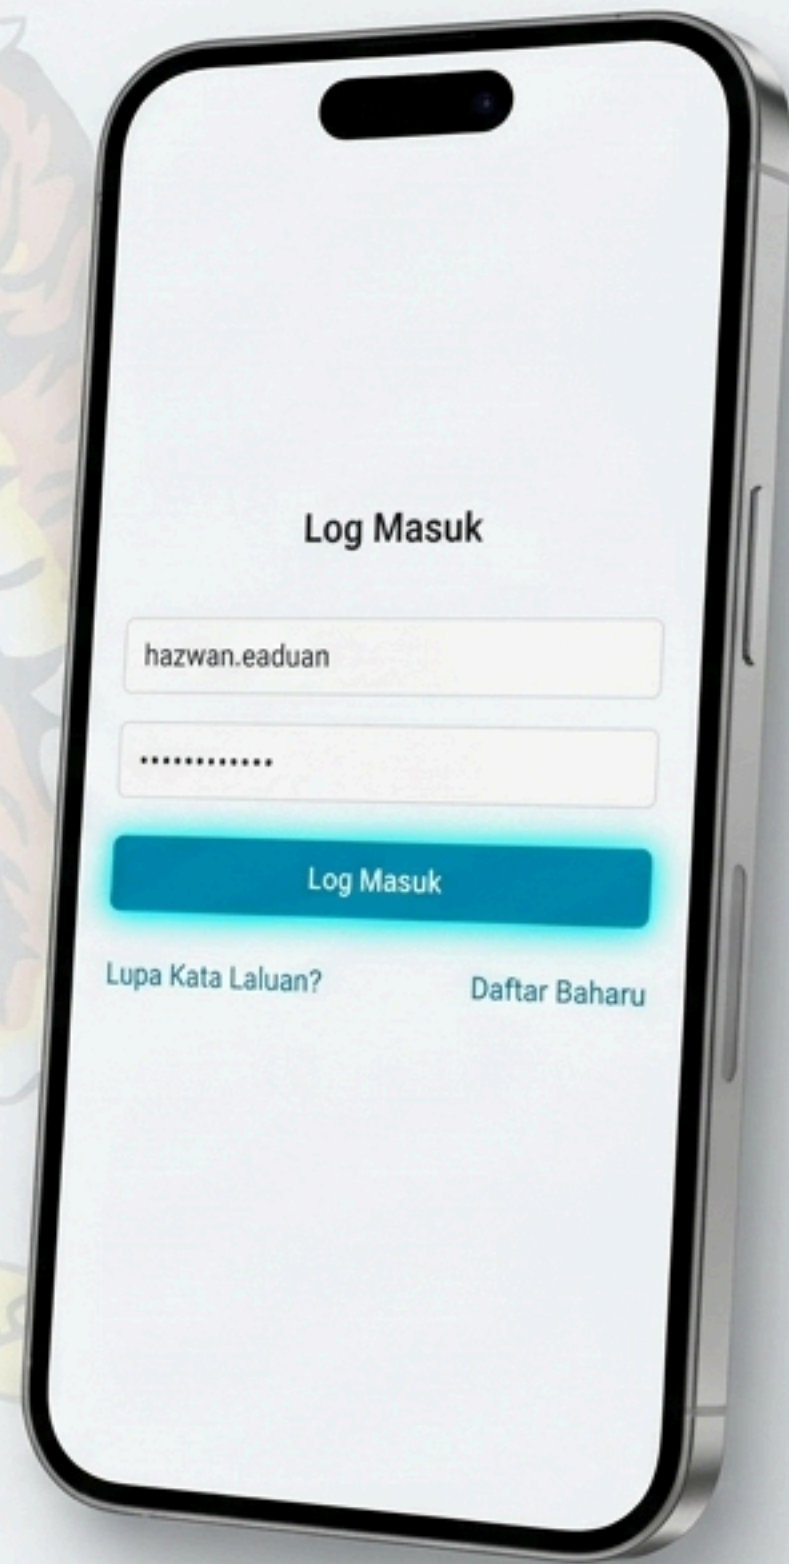 Log Masuk
hazwan.eaduan
••••••••••••
Log Masuk
Lupa Kata Laluan? Daftar Baharu